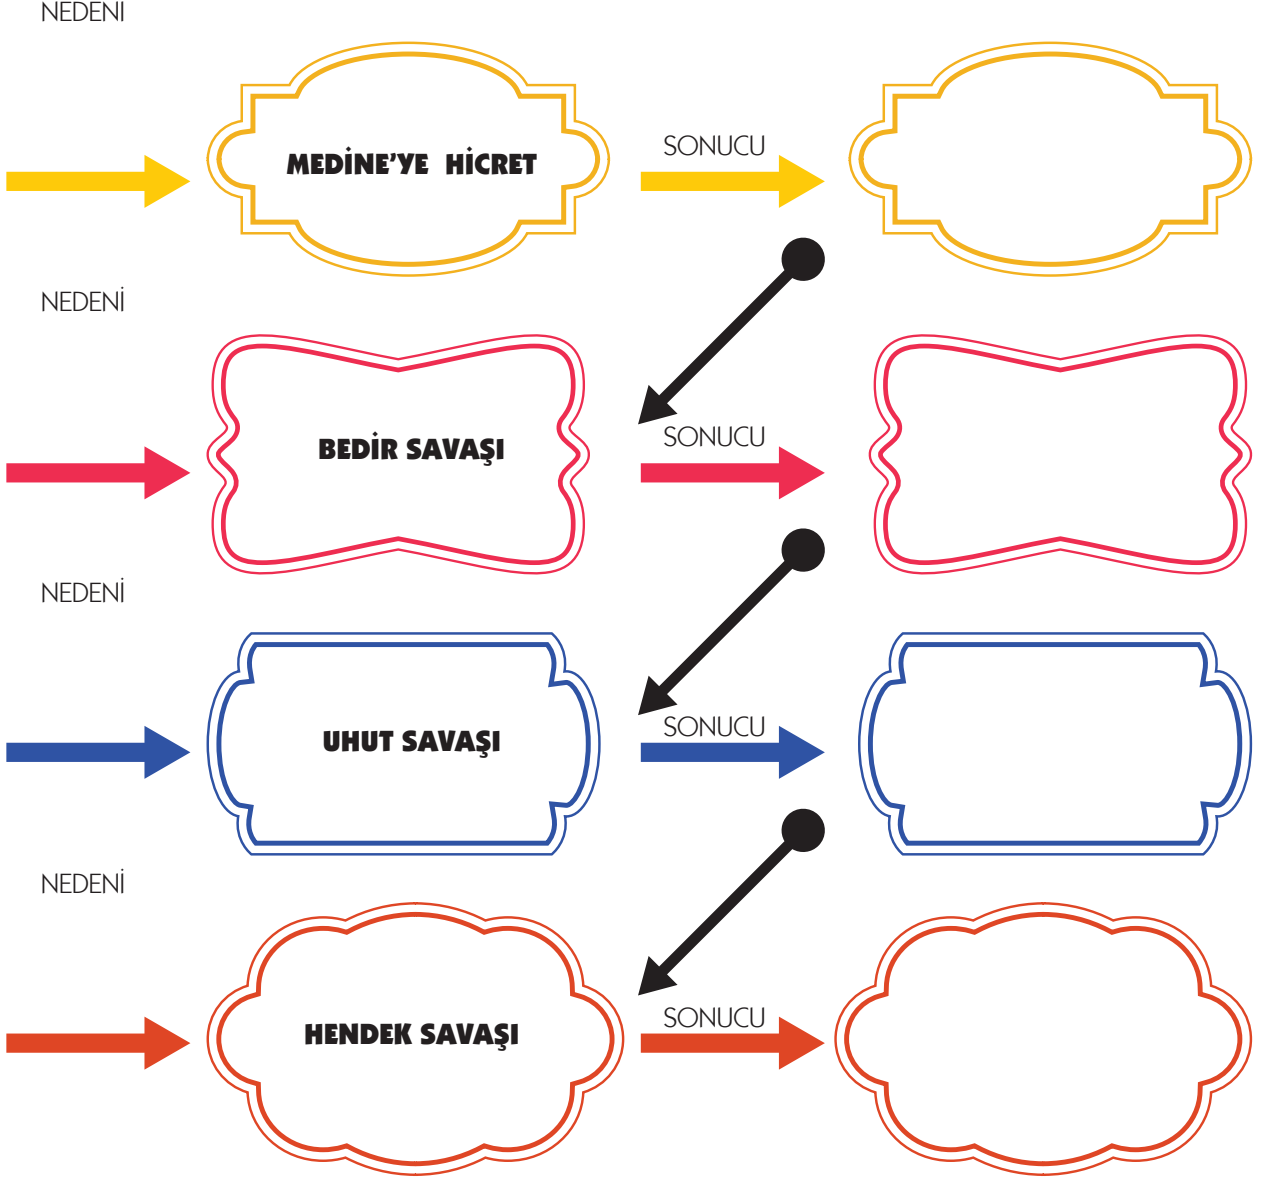 NEDENİ
MEDİNE'YE HİCRET
SONUCU
NEDENİ
BEDİR SAVAŞI
SONUCU
NEDENİ
UHUT SAVAŞI
SONUCU
NEDENİ
HENDEK SAVAŞI
SONUCU